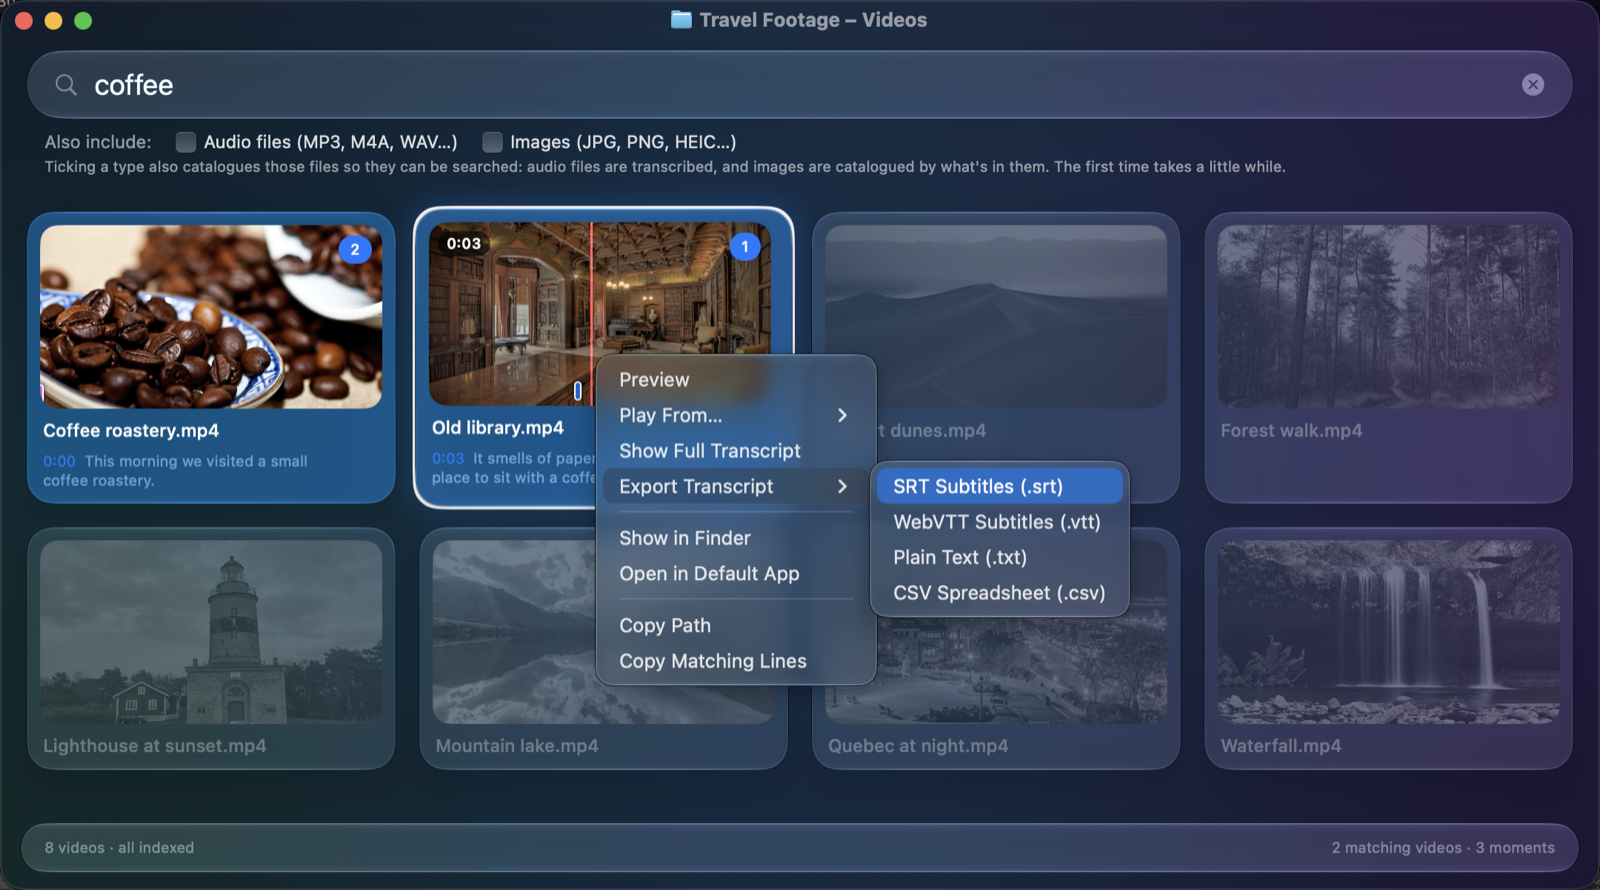 Travel Footage – Videos
coffee
Also include:
Audio files (MP3, M4A, WAV...)
Images (JPG, PNG, HEIC...)
Ticking a type also catalogues those files so they can be searched: audio files are transcribed, and images are catalogued by what's in them. The first time takes a little while.
2
Coffee roastery.mp4
0:00 This morning we visited a small
coffee roastery.
0:03
1
Old library.mp4
0:03 It smells of paper
place to sit with a
Preview
Play From...
Show Full Transcript
Export Transcript
Show in Finder
Open in Default App
Copy Path
Copy Matching Lines
SRT Subtitles (.srt)
WebVTT Subtitles (.vtt)
Plain Text (.txt)
CSV Spreadsheet (.csv)
dunes.mp4
Forest walk.mp4
Lighthouse at sunset.mp4
Mountain lake.mp4
Quebec at night.mp4
Waterfall.mp4
8 videos · all indexed
2 matching videos · 3 moments